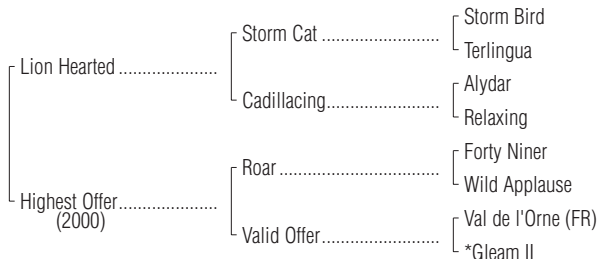 Storm Bird
Storm Cat ........................
Terlingua
Lion Hearted ....................
Alydar
Cadillacing.......................
Relaxing
Forty Niner
Roar ................................
Wild Applause
Highest Offer....................
(2000)
Val de l'Orne (FR)
Valid Offer........................
*Gleam II